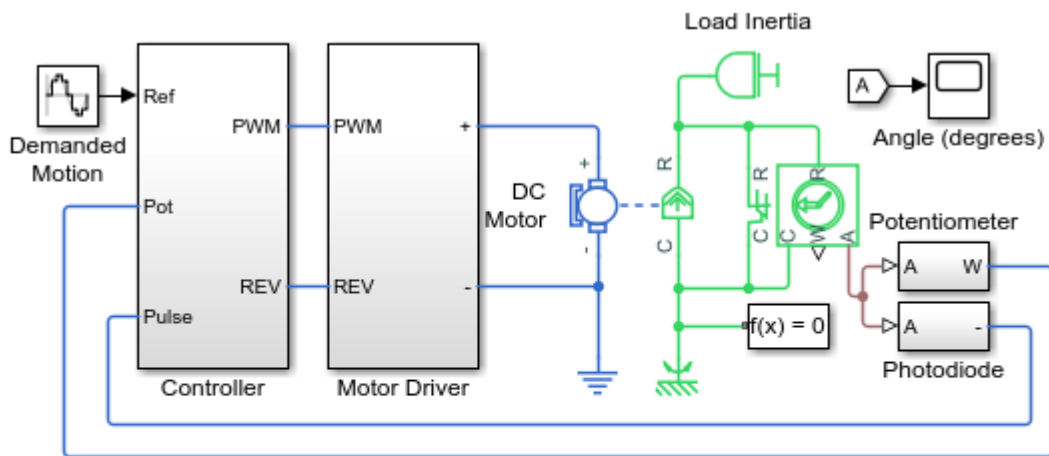 Load Inertia
Demanded
Motion
Ref
Pot
Pulse
PWM
REV
Controller
PWM
REV
+
-
Motor Driver
DC
Motor
+
-
R
C
R
C
R
C
<W
A
f(x) = 0
A
Angle (degrees)
Potentiometer
A
W
A
-
Photodiode